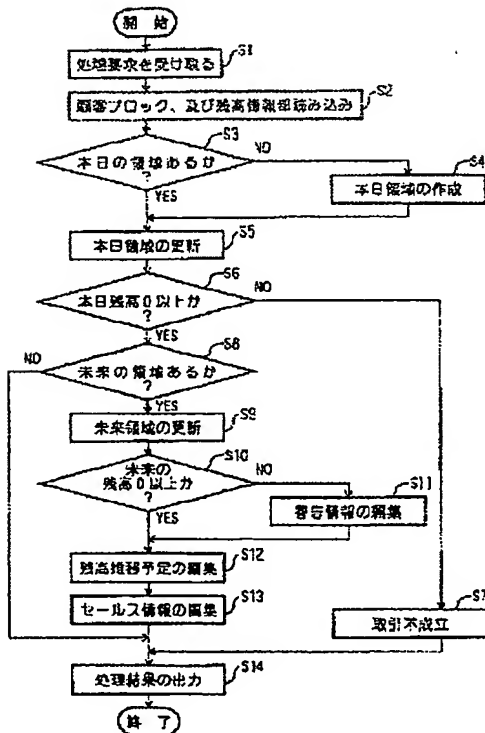 開始
S1
処理要求を受け取る
S2
顧客ブロック、及び残高情報部読み込み
S3
本日の領域あるか
?
NO
YES
S4
本日領域の作成
S5
本日領域の更新
S6
本日残高0以上か
?
NO
YES
S8
未来の領域あるか
?
NO
YES
S9
未来領域の更新
S10
未来の
残高0以上か
?
NO
YES
S11
警告情報の編集
S12
残高推移予定の編集
S13
セールス情報の編集
S7
取引不成立
S14
処理結果の出力
終了